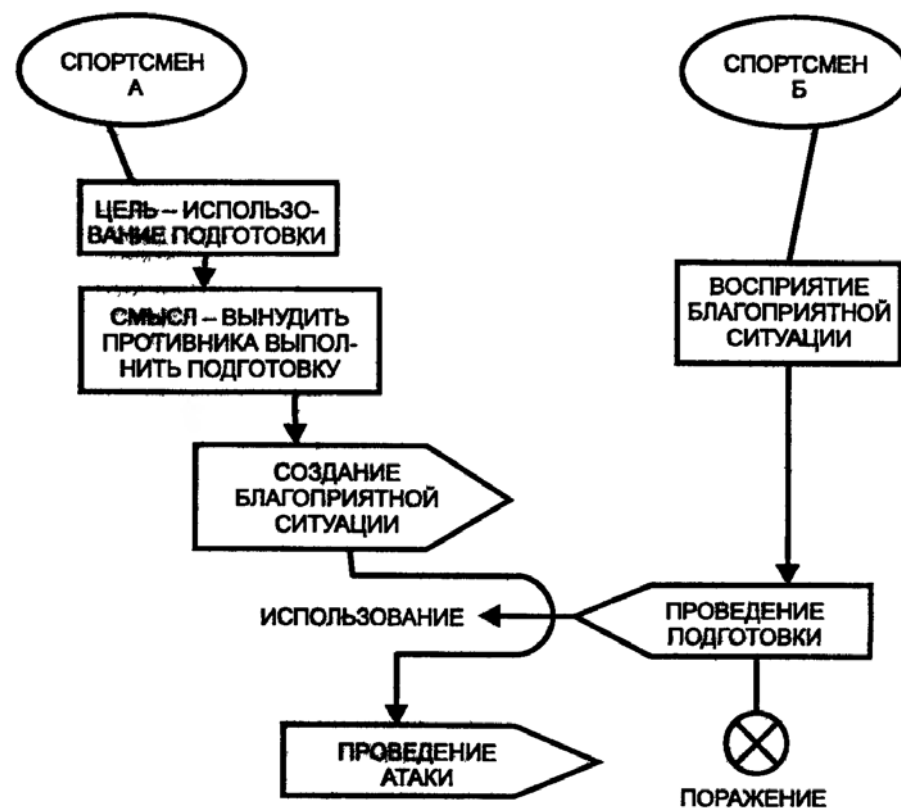 СПОРТСМЕН
А
СПОРТСМЕН
Б
ЦЕЛЬ – ИСПОЛЬЗО-
ВАНИЕ ПОДГОТОВКИ
СМЫСЛ – ВЫНУДИТЬ
ПРОТИВНИКА ВЫПОЛ-
НИТЬ ПОДГОТОВКУ
ВОСПРИЯТИЕ
БЛАГОПРИЯТНОЙ
СИТУАЦИИ
СОЗДАНИЕ
БЛАГОПРИЯТНОЙ
СИТУАЦИИ
ИСПОЛЬЗОВАНИЕ
ПРОВЕДЕНИЕ
ПОДГОТОВКИ
ПРОВЕДЕНИЕ
АТАКИ
ПОРАЖЕНИЕ